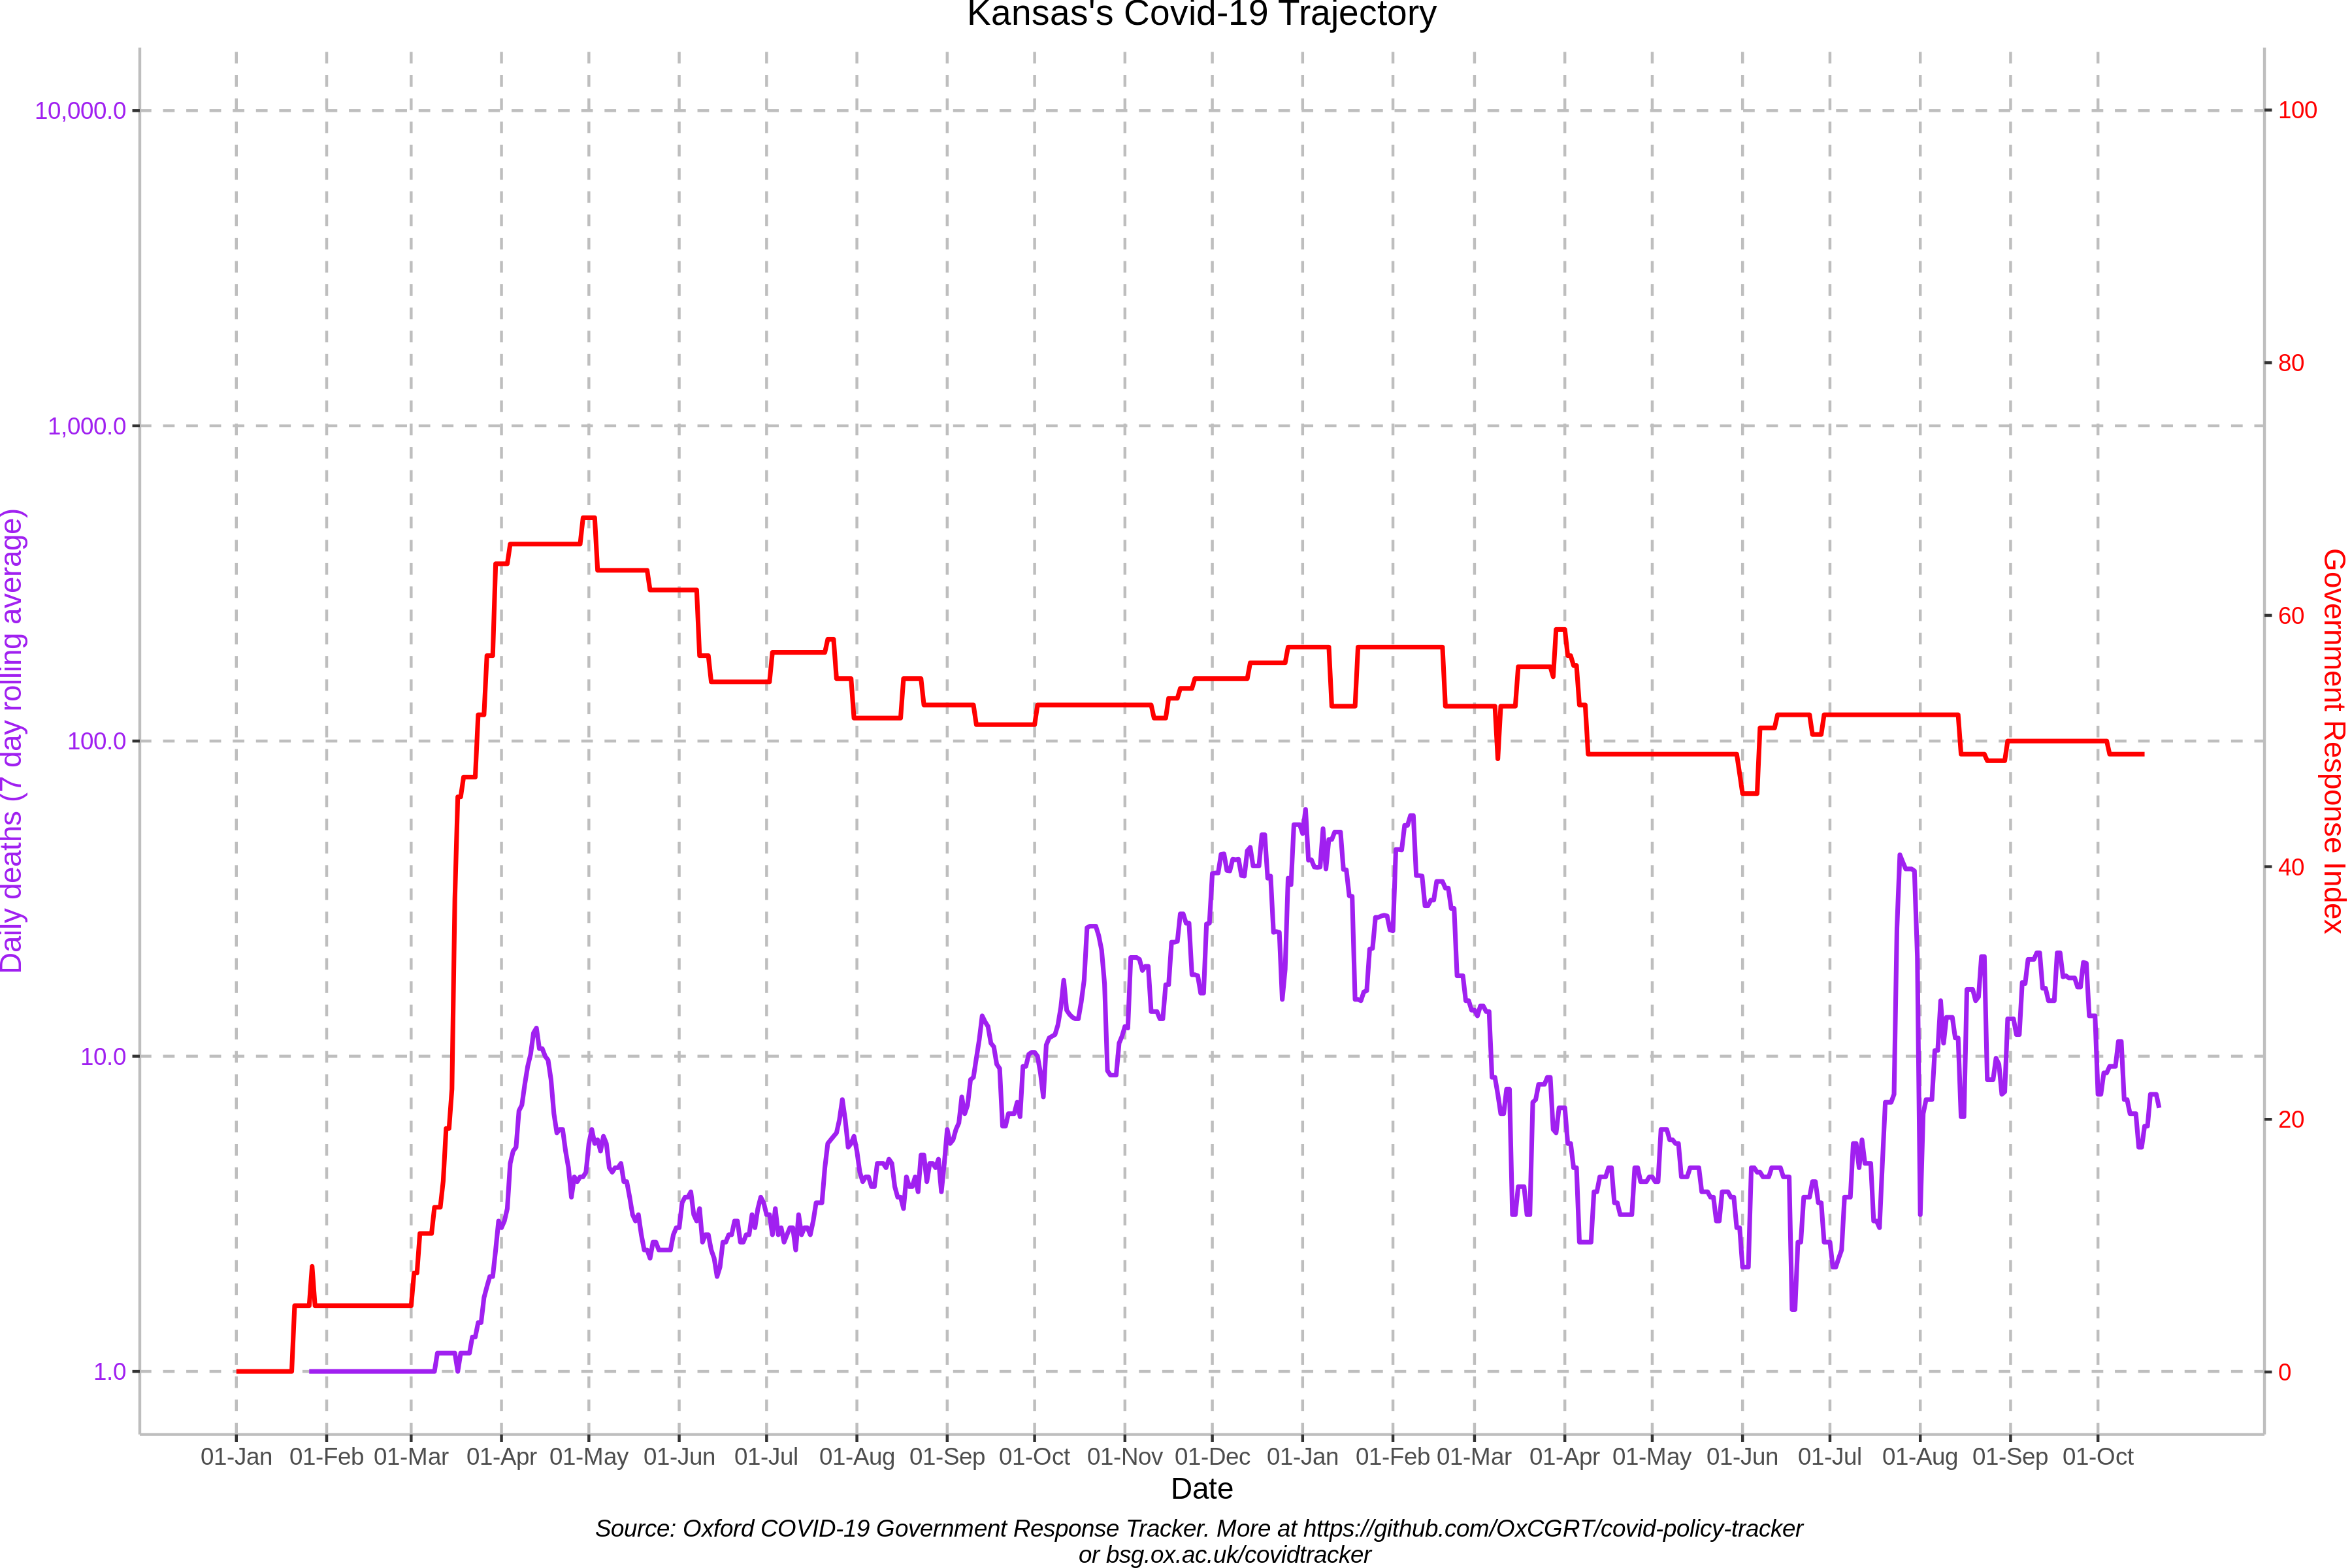 Kansas's Covid-19 Trajectory
10,000.0
1,000.0
100.0
10.0
1.0
Daily deaths (7 day rolling average)
100
80
60
40
20
0
Government Response Index
01-Jan 01-Feb 01-Mar 01-Apr 01-May 01-Jun 01-Jul 01-Aug 01-Sep 01-Oct 01-Nov 01-Dec 01-Jan 01-Feb 01-Mar 01-Apr 01-May 01-Jun 01-Jul 01-Aug 01-Sep 01-Oct
Date
Source: Oxford COVID-19 Government Response Tracker. More at https://github.com/OxCGRT/covid-policy-tracker
or bsg.ox.ac.uk/covidtracker